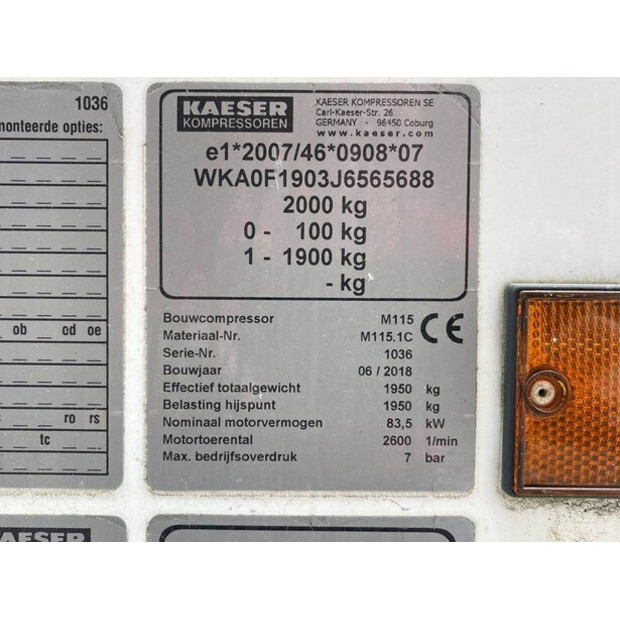 1036
monteerde opties:
ob od oe
ro rs
tc
KAESER
KAESER
KOMPRESSOREN
KAESER KOMPRESSOREN SE
Carl-Kaeser-Str. 26
GERMANY - 96450 Coburg
www.kaeser.com
e1*2007/46*0908*07
WKA0F1903J6565688
2000 kg
0 - 100 kg
1 - 1900 kg
- kg
Bouwcompressor M115
Materiaal-Nr. M115.1C
Serie-Nr. 1036
Bouwjaar 06 / 2018
Effectief totaalgewicht 1950 kg
Belasting hijspunt 1950 kg
Nominaal motorvermogen 83,5 kW
Motortoerental 2600 1/min
Max. bedrijfsoverdruk 7 bar
CE